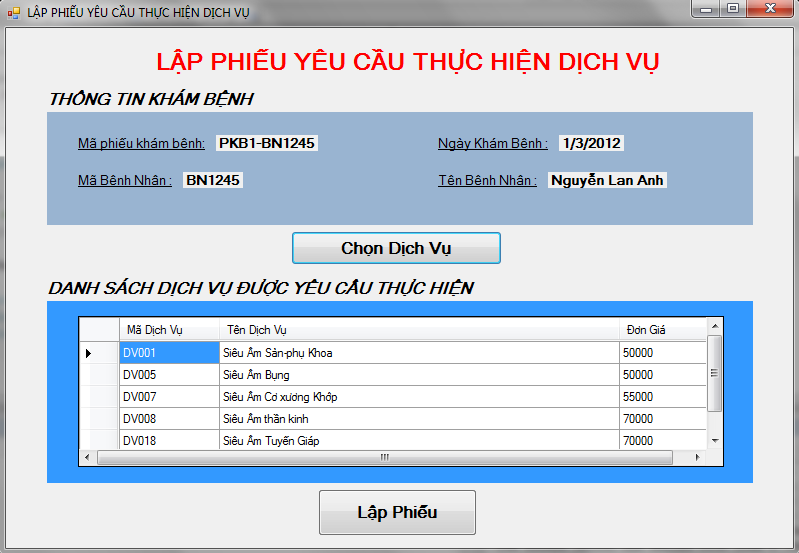 LẬP PHIẾU YÊU CẦU THỰC HIỆN DỊCH VỤ
LẬP PHIẾU YÊU CẦU THỰC HIỆN DỊCH VỤ
THÔNG TIN KHÁM BỆNH
Mã phiếu khám bệnh: PKB1-BN1245 Ngày Khám Bệnh : 1/3/2012
Mã Bệnh Nhân : BN1245 Tên Bệnh Nhân : Nguyễn Lan Anh
Chọn Dịch Vụ
DANH SÁCH DỊCH VỤ ĐƯỢC YÊU CẦU THỰC HIỆN
Mã Dịch Vụ Tên Dịch Vụ Đơn Giá
DV001 Siêu Âm Sản-phụ Khoa 50000
DV005 Siêu Âm Bụng 50000
DV007 Siêu Âm Cơ xương Khớp 55000
DV008 Siêu Âm thần kinh 70000
DV018 Siêu Âm Tuyến Giáp 70000
Lập Phiếu